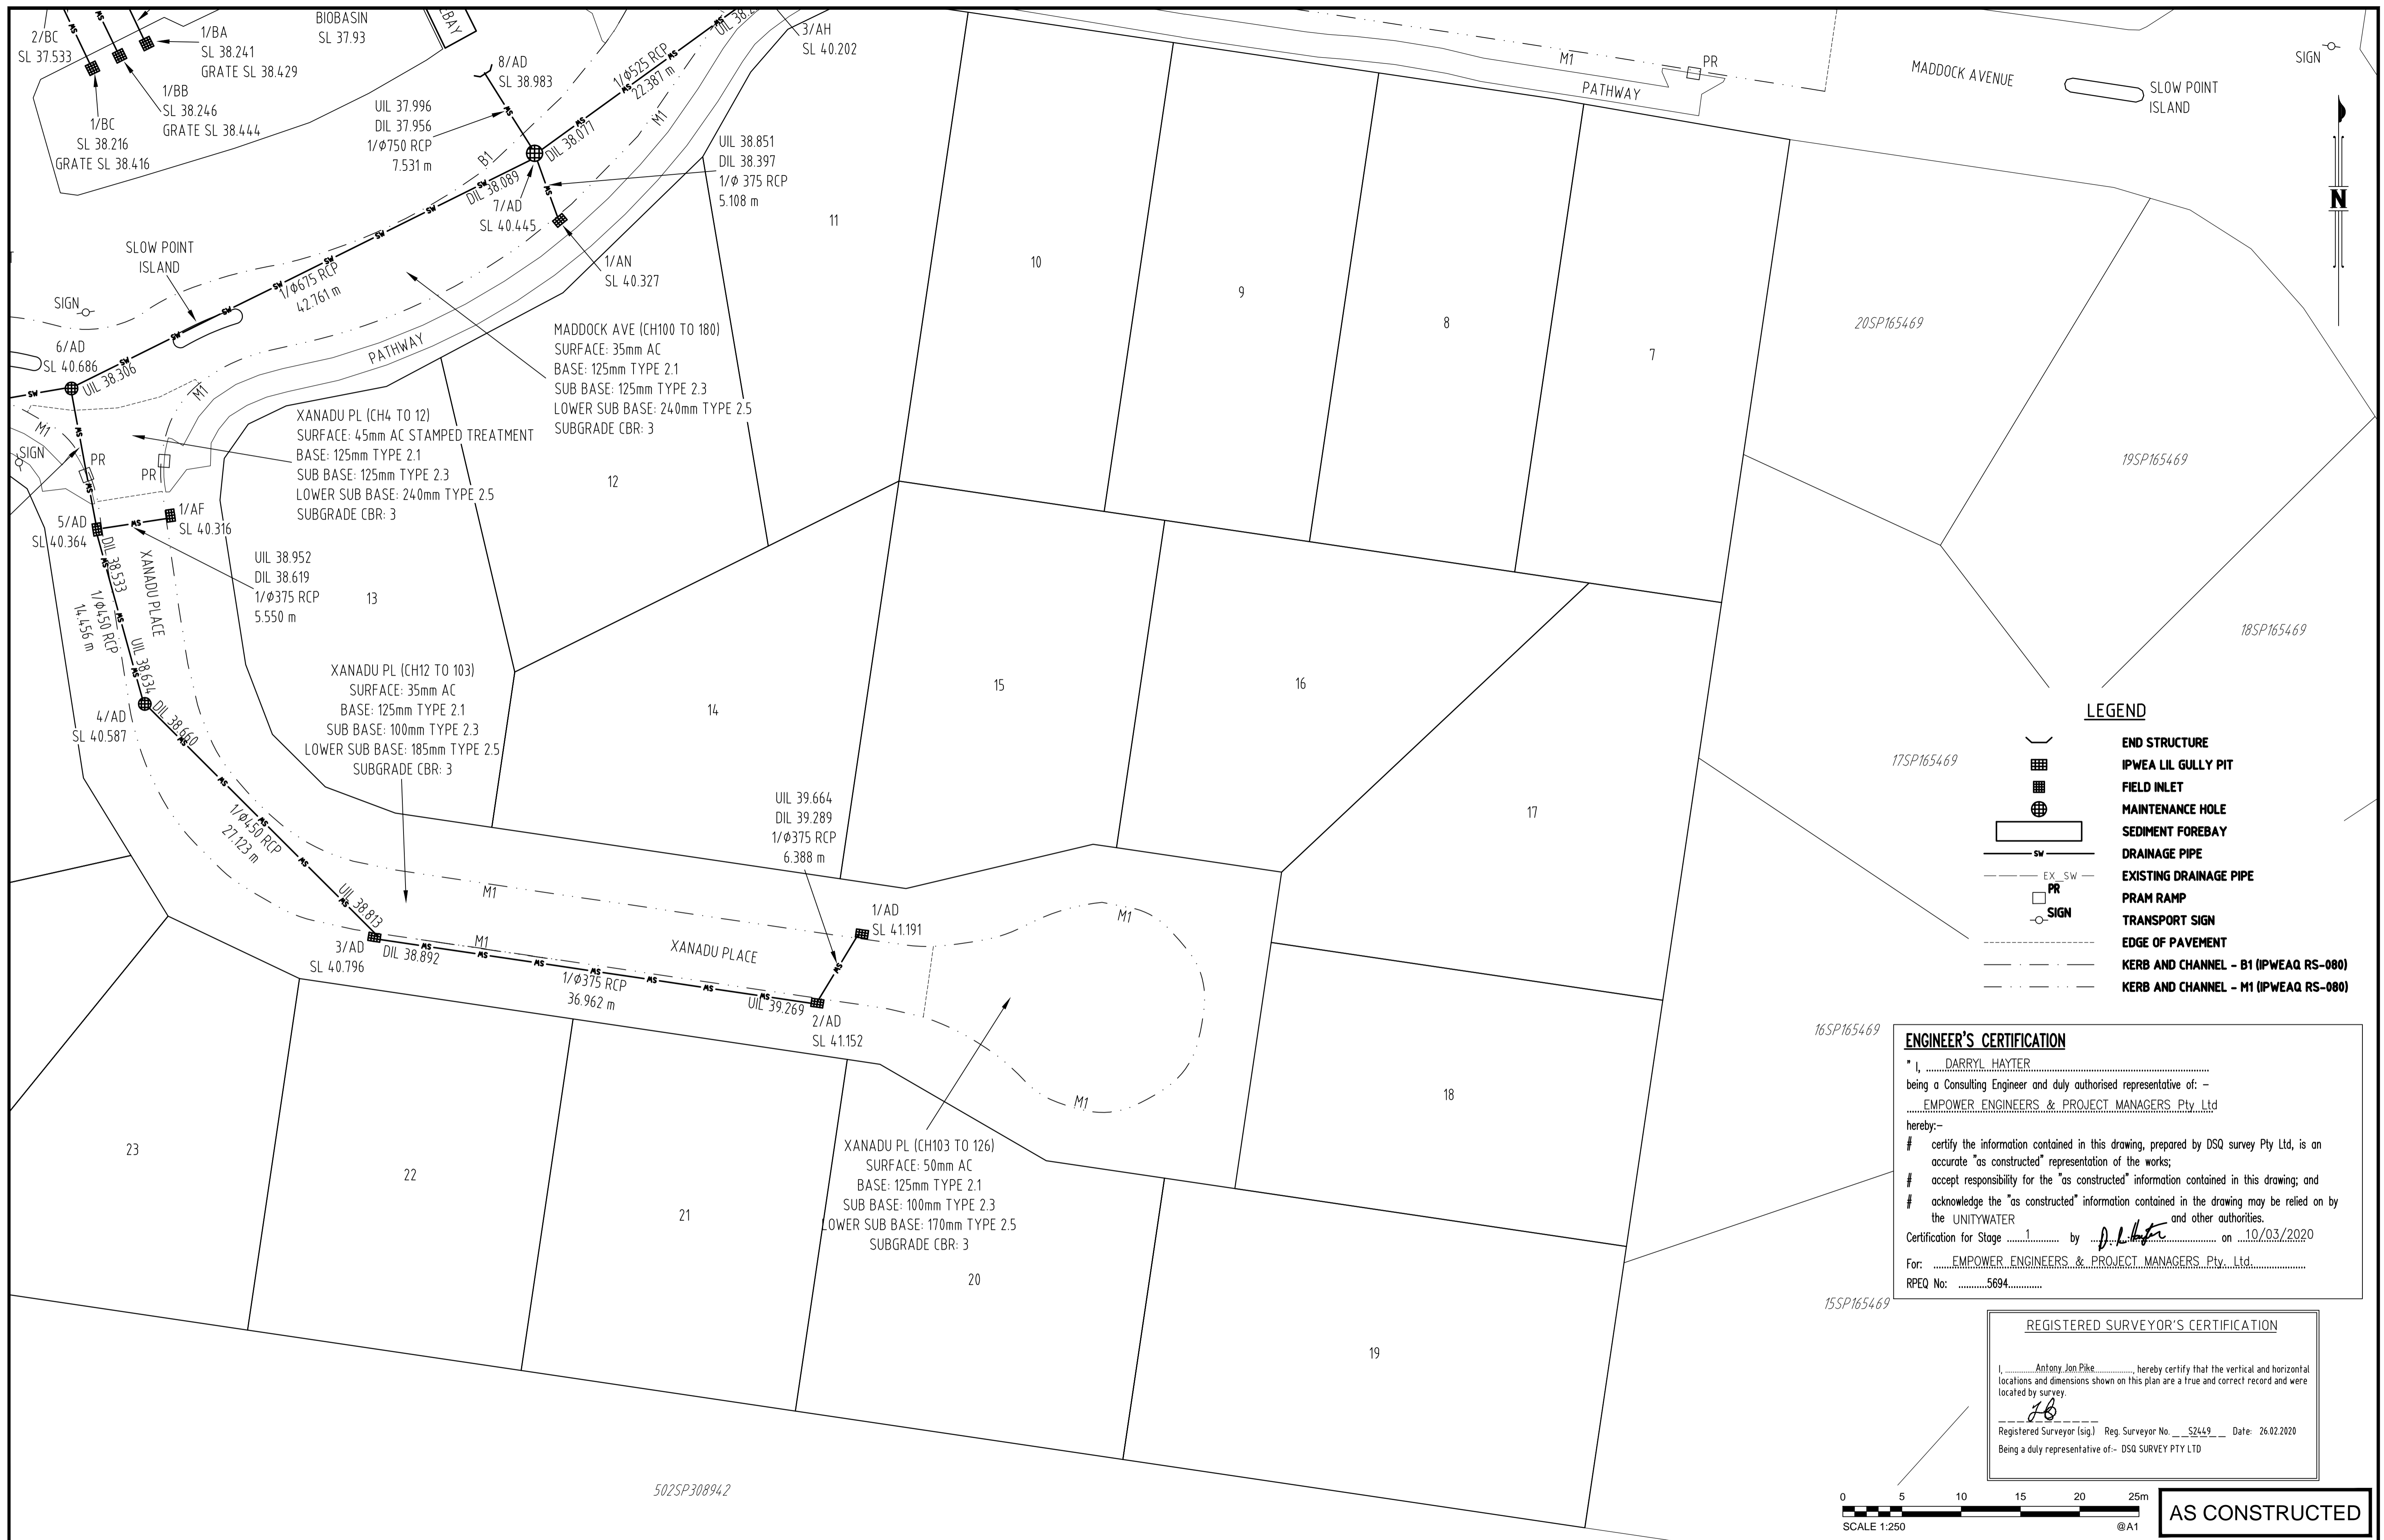 2/BC
SL 37.533
1/BA
SL 38.241
GRATE SL 38.429
BIOBASIN
SL 37.93
1/BB
SL 38.246
GRATE SL 38.444
1/BC
SL 38.216
GRATE SL 38.416
8/AD
SL 38.983
UIL 37.996
DIL 37.956
1/Ø750 RCP
7.531 m
1/Ø525 RCP
22.387 m
3/AH
SL 40.202
DIL 38.077
M1
B1
DIL 38.089
7/AD
SL 40.445
UIL 38.851
DIL 38.397
1/Ø 375 RCP
5.108 m
1/AN
SL 40.327
SLOW POINT
ISLAND
SIGN
1/Ø675 RCP
42.761 m
6/AD
SL 40.686
UIL 38.306
PATHWAY
M1
M1
SIGN
PR
PR
MADDOCK AVE (CH100 TO 180)
SURFACE: 35mm AC
BASE: 125mm TYPE 2.1
SUB BASE: 125mm TYPE 2.3
LOWER SUB BASE: 240mm TYPE 2.5
SUBGRADE CBR: 3
XANADU PL (CH4 TO 12)
SURFACE: 45mm AC STAMPED TREATMENT
BASE: 125mm TYPE 2.1
SUB BASE: 125mm TYPE 2.3
LOWER SUB BASE: 240mm TYPE 2.5
SUBGRADE CBR: 3
5/AD
SL 40.364
1/AF
SL 40.316
UIL 38.952
DIL 38.619
1/Ø375 RCP
5.550 m
DIL 38.533
XANADU PLACE
1/Ø450 RCP
14.456 m
UIL 38.634
4/AD
SL 40.587
DIL 38.660
1/Ø450 RCP
27.123 m
UIL 38.813
XANADU PL (CH12 TO 103)
SURFACE: 35mm AC
BASE: 125mm TYPE 2.1
SUB BASE: 100mm TYPE 2.3
LOWER SUB BASE: 185mm TYPE 2.5
SUBGRADE CBR: 3
3/AD
SL 40.796
DIL 38.892
M1
M1
1/Ø375 RCP
36.962 m
XANADU PLACE
UIL 39.269
UIL 39.664
DIL 39.289
1/Ø375 RCP
6.388 m
1/AD
SL 41.191
2/AD
SL 41.152
M1
M1
XANADU PL (CH103 TO 126)
SURFACE: 50mm AC
BASE: 125mm TYPE 2.1
SUB BASE: 100mm TYPE 2.3
LOWER SUB BASE: 170mm TYPE 2.5
SUBGRADE CBR: 3
11
10
9
8
7
12
13
14
15
16
17
18
19
20
21
22
23
M1
PR
PATHWAY
MADDOCK AVENUE
SLOW POINT
ISLAND
SIGN
N
20SP165469
19SP165469
18SP165469
17SP165469
16SP165469
15SP165469
502SP308942
LEGEND
END STRUCTURE
IPWEA LIL GULLY PIT
FIELD INLET
MAINTENANCE HOLE
SEDIMENT FOREBAY
SW DRAINAGE PIPE
EX_SW EXISTING DRAINAGE PIPE
PR PRAM RAMP
SIGN TRANSPORT SIGN
EDGE OF PAVEMENT
KERB AND CHANNEL - B1 (IPWEAQ RS-080)
KERB AND CHANNEL - M1 (IPWEAQ RS-080)
ENGINEER'S CERTIFICATION
" I, DARRYL HAYTER
being a Consulting Engineer and duly authorised representative of: -
EMPOWER ENGINEERS & PROJECT MANAGERS Pty Ltd
hereby:-
# certify the information contained in this drawing, prepared by DSQ survey Pty Ltd, is an
accurate "as constructed" representation of the works;
# accept responsibility for the "as constructed" information contained in this drawing; and
# acknowledge the "as constructed" information contained in the drawing may be relied on by
the UNITYWATER and other authorities.
Certification for Stage 1 by D. R. Hayter on 10/03/2020
For: EMPOWER ENGINEERS & PROJECT MANAGERS Pty. Ltd.
RPEQ No: 5694
REGISTERED SURVEYOR'S CERTIFICATION
I, Antony Jon Pike, hereby certify that the vertical and horizontal
locations and dimensions shown on this plan are a true and correct record and were
located by survey.
Registered Surveyor (sig.) Reg. Surveyor No. S2449 Date: 26.02.2020
Being a duly representative of:- DSQ SURVEY PTY LTD
0 5 10 15 20 25m
SCALE 1:250 @A1
AS CONSTRUCTED